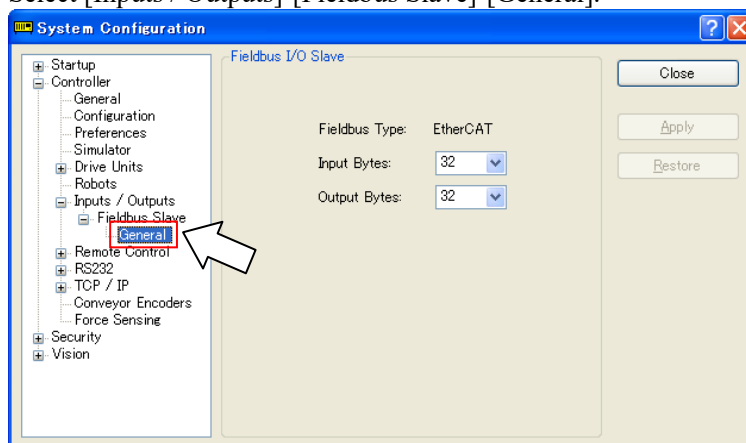 Select [Inputs / Outputs]-[Fieldbus Slave]-[General].
System Configuration
Startup
Controller
General
Configuration
Preferences
Simulator
Drive Units
Robots
Inputs / Outputs
Fieldbus Slave
General
Remote Control
RS232
TCP / IP
Conveyor Encoders
Force Sensing
Security
Vision
Fieldbus I/O Slave
Fieldbus Type: EtherCAT
Input Bytes: 32
Output Bytes: 32
Close
Apply
Restore